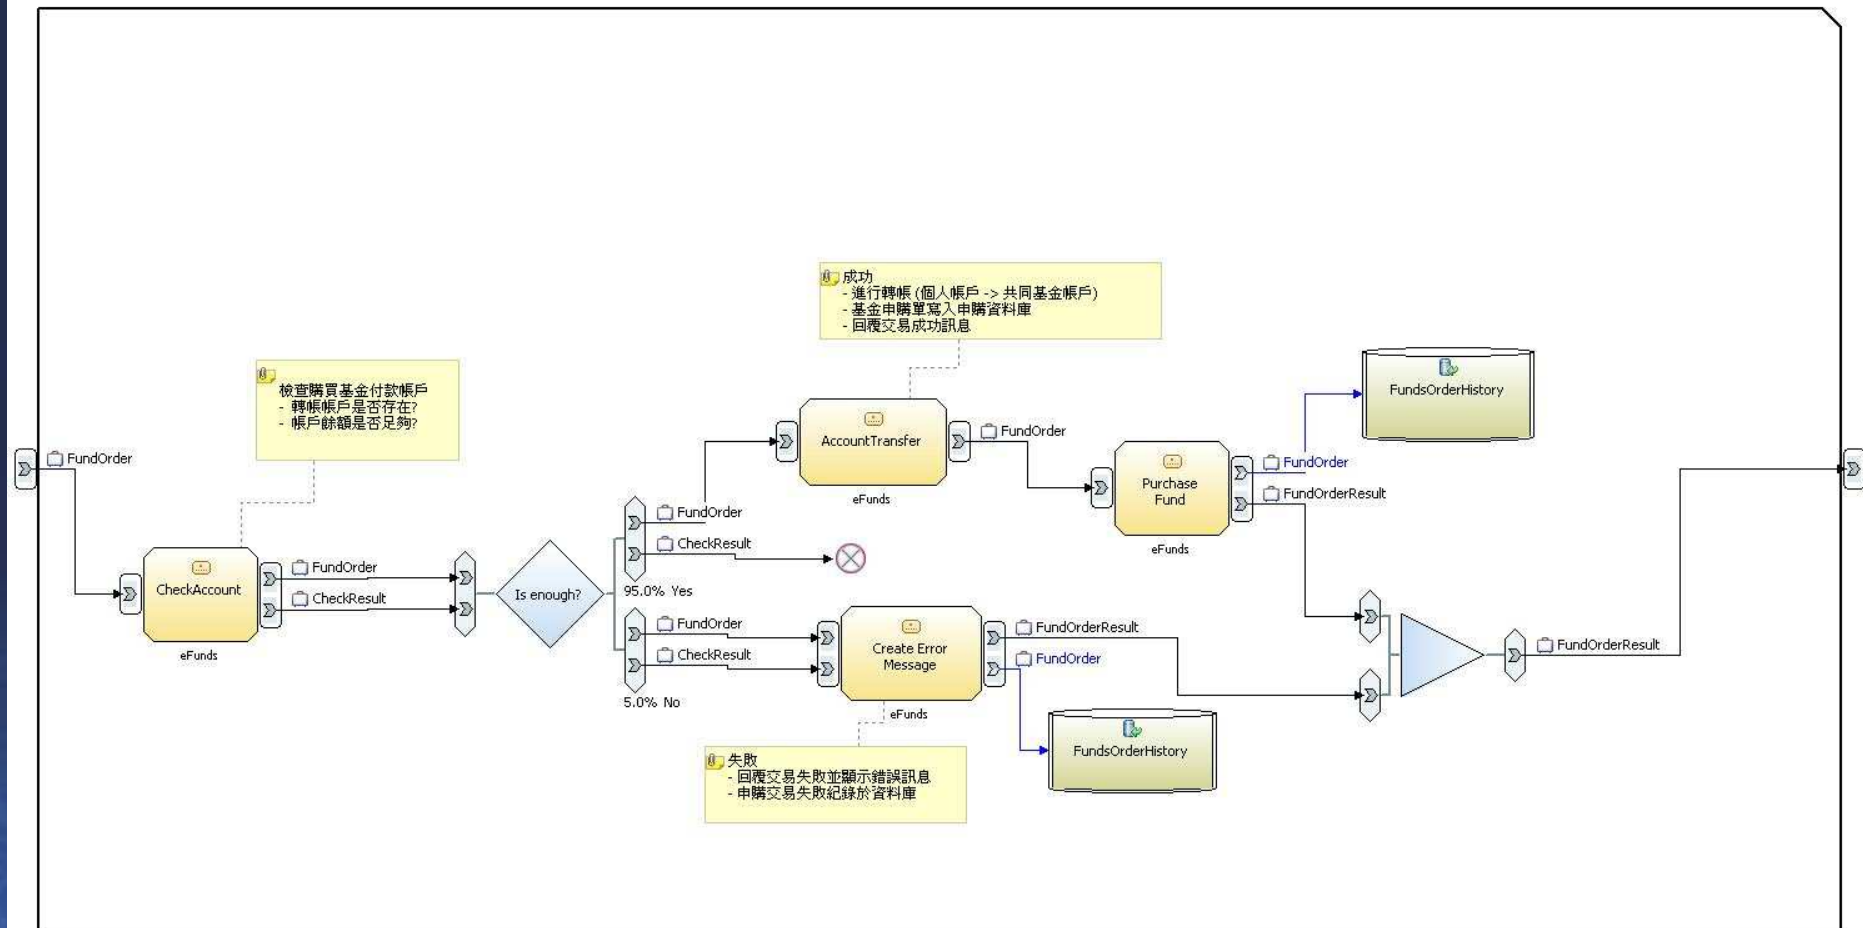 FundOrder
檢查購買基金付款帳戶
- 轉帳帳戶是否存在?
- 帳戶餘額是否足夠?
CheckAccount
eFunds
FundOrder
CheckResult
Is enough?
FundOrder
CheckResult
95.0% Yes
FundOrder
CheckResult
5.0% No
成功
- 進行轉帳 (個人帳戶 -> 共同基金帳戶)
- 基金申購單寫入申購資料庫
- 回覆交易成功訊息
AccountTransfer
eFunds
FundOrder
Purchase
Fund
eFunds
FundOrder
FundOrderResult
FundsOrderHistory
Create Error
Message
eFunds
FundOrderResult
FundOrder
FundsOrderHistory
失敗
- 回覆交易失敗並顯示錯誤訊息
- 申購交易失敗紀錄於資料庫
FundOrderResult